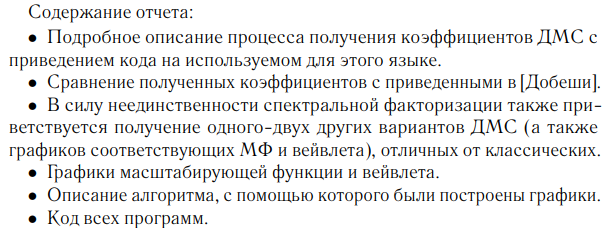 Содержание отчета:
● Подробное описание процесса получения коэффициентов ДМС с
приведением кода на используемом для этого языке.
● Сравнение полученных коэффициентов с приведенными в [Добеши].
● В силу неединственности спектральной факторизации также при-
ветствуется получение одного-двух других вариантов ДМС (а также
графиков соответствующих МФ и вейвлета), отличных от классических.
● Графики масштабирующей функции и вейвлета.
● Описание алгоритма, с помощью которого были построены графики.
● Код всех программ.